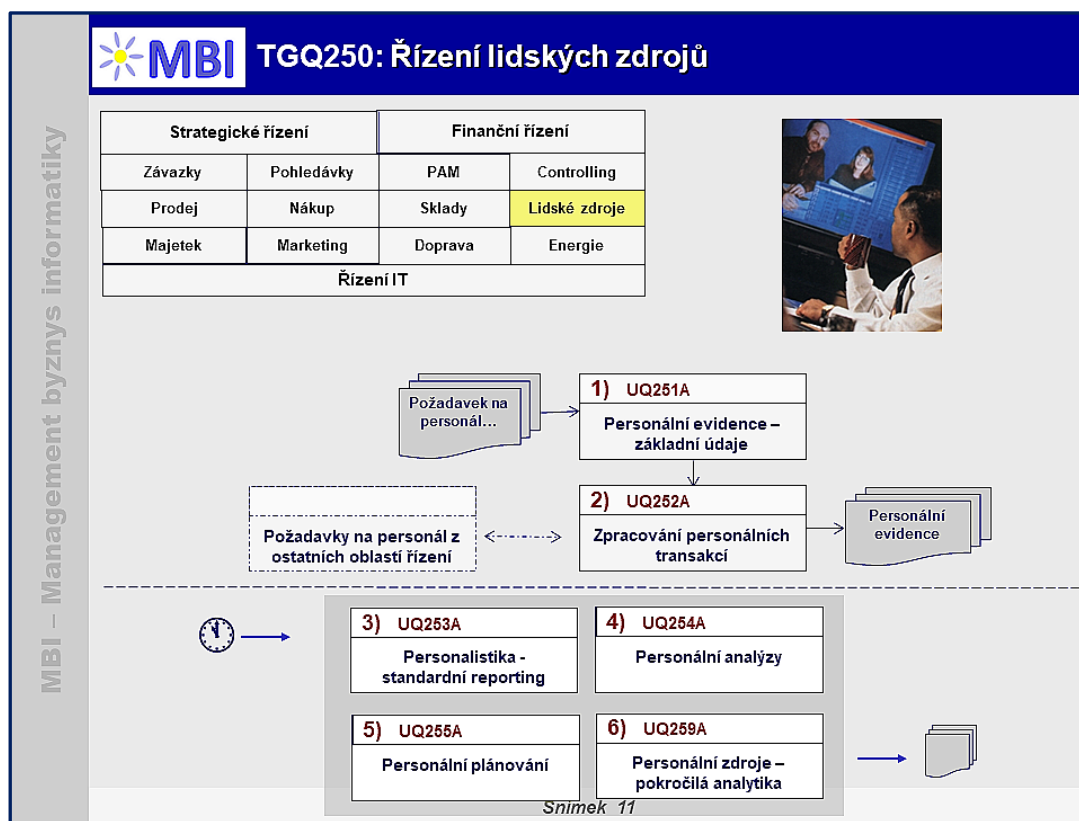 MBI – Management byznys informatiky
MBI
TGQ250: Řízení lidských zdrojů
Strategické řízení
Finanční řízení
Závazky
Pohledávky
PAM
Controlling
Prodej
Nákup
Sklady
Lidské zdroje
Majetek
Marketing
Doprava
Energie
Řízení IT
Požadavek na
personál...
1) UQ251A
Personální evidence –
základní údaje
Požadavky na personál z
ostatních oblastí řízení
2) UQ252A
Zpracování personálních
transakcí
Personální
evidence
3) UQ253A
Personalistika -
standardní reporting
4) UQ254A
Personální analýzy
5) UQ255A
Personální plánování
6) UQ259A
Personální zdroje –
pokročilá analytika
Snímek 11